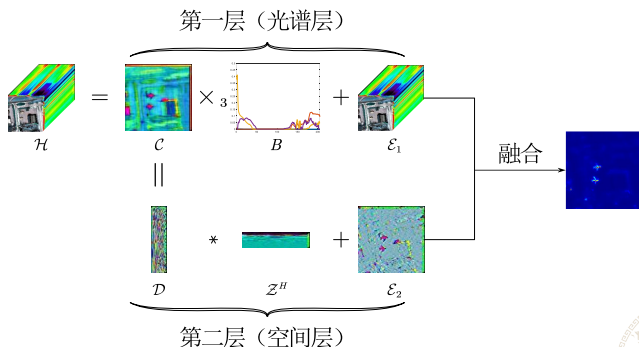 第一层（光谱层）
= ×₃ +
ℋ 𝒞 B ℰ₁
融合
||
* +
𝒟 𝒵ᴴ ℰ₂
第二层（空间层）